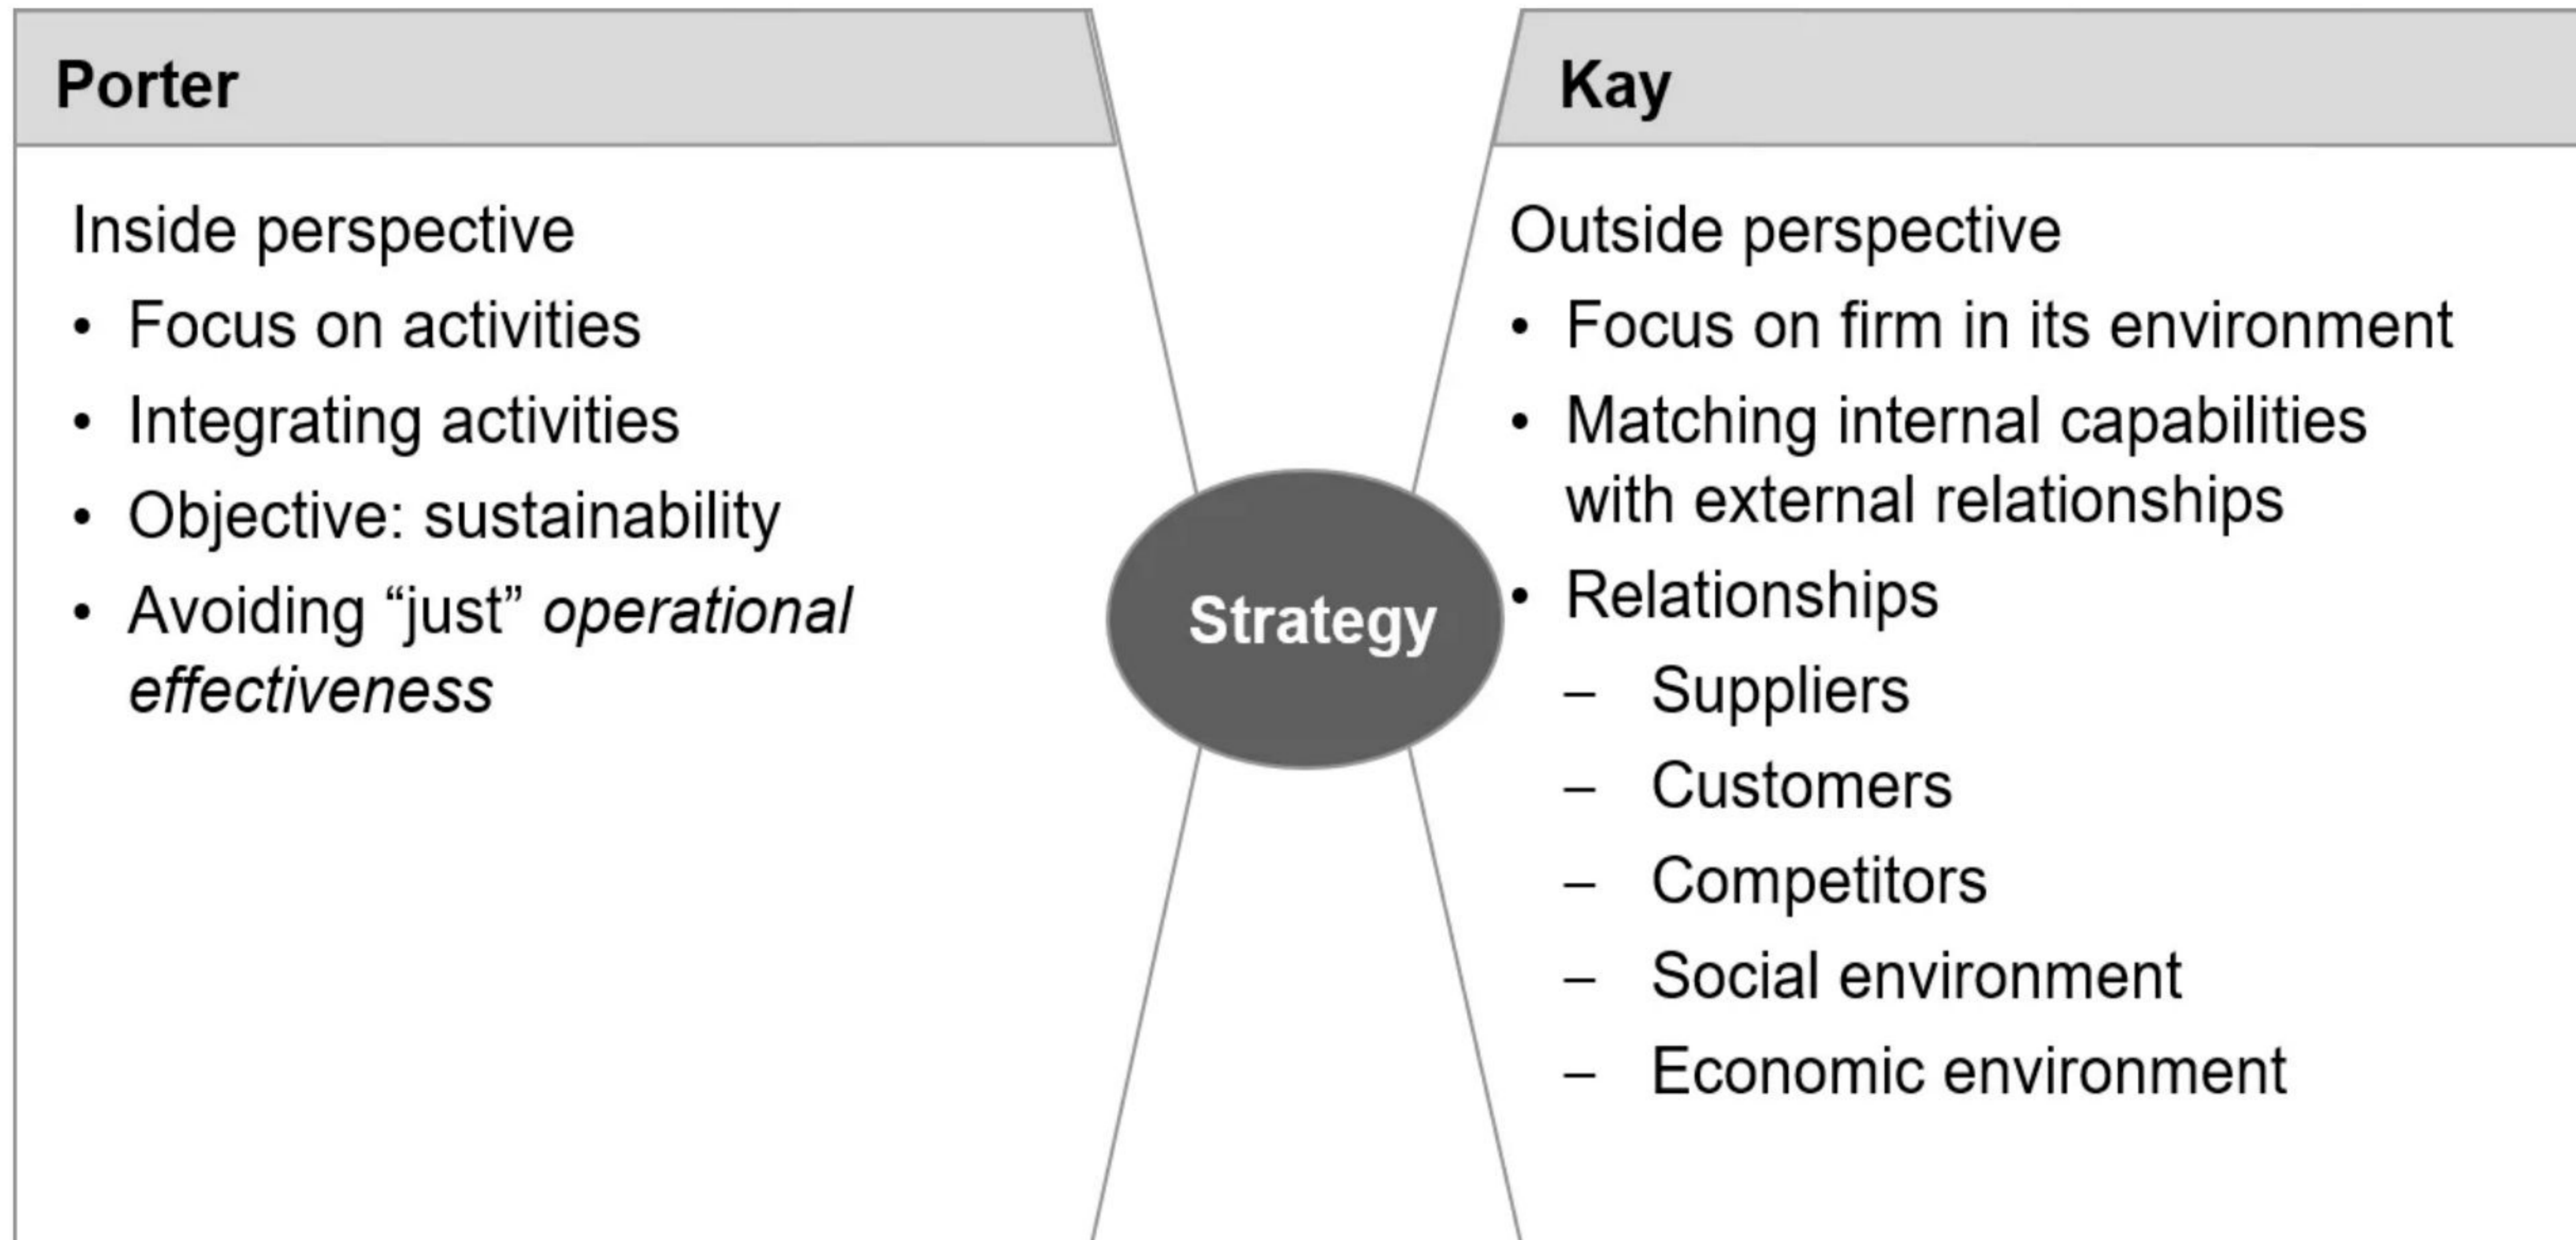 Porter
Inside perspective
• Focus on activities
• Integrating activities
• Objective: sustainability
• Avoiding “just” operational
effectiveness
Strategy
Kay
Outside perspective
• Focus on firm in its environment
• Matching internal capabilities
with external relationships
• Relationships
– Suppliers
– Customers
– Competitors
– Social environment
– Economic environment